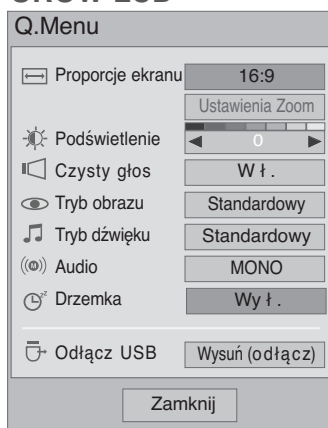 Q.Menu
Proporcje ekranu 16:9
Ustawienia Zoom
Podświetlenie 0
Czysty głos Wł.
Tryb obrazu Standardowy
Tryb dźwięku Standardowy
Audio MONO
Drzemka Wył.
Odłącz USB Wysuń (odłącz)
Zamknij